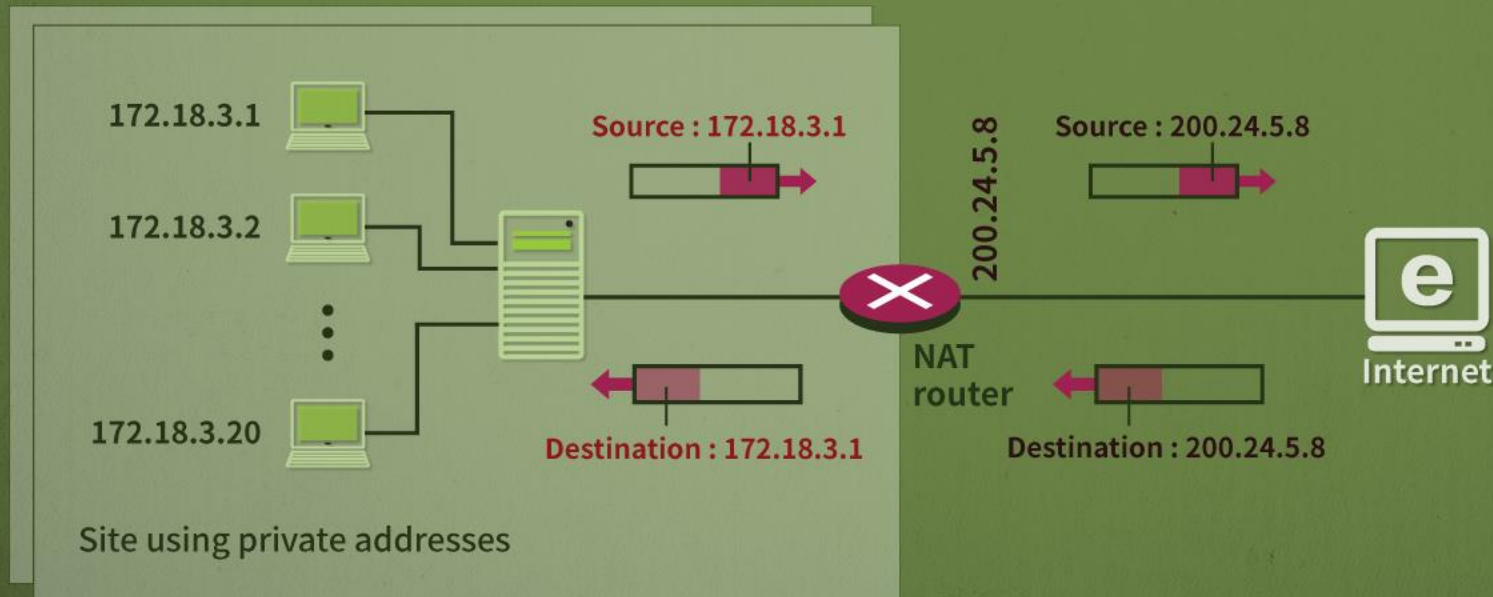 172.18.3.1
172.18.3.2
172.18.3.20
Source : 172.18.3.1
Destination : 172.18.3.1
200.24.5.8
NAT
router
Source : 200.24.5.8
Destination : 200.24.5.8
e
Internet
Site using private addresses